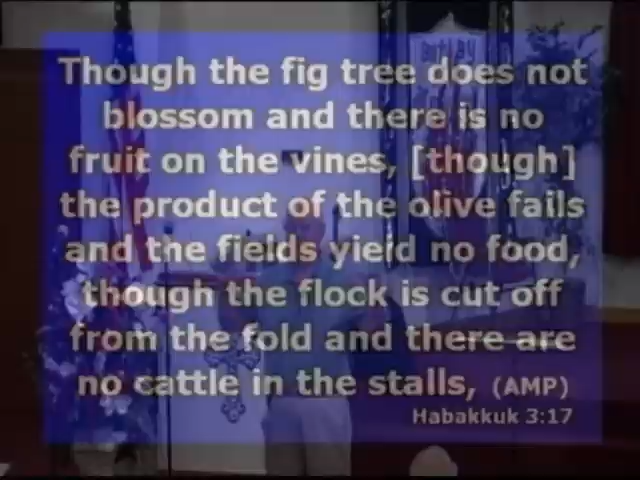 Though the fig tree does not
blossom and there is no
fruit on the vines, [though]
the product of the olive fails
and the fields yield no food,
though the flock is cut off
from the fold and there are
no cattle in the stalls, (AMP)
Habakkuk 3:17